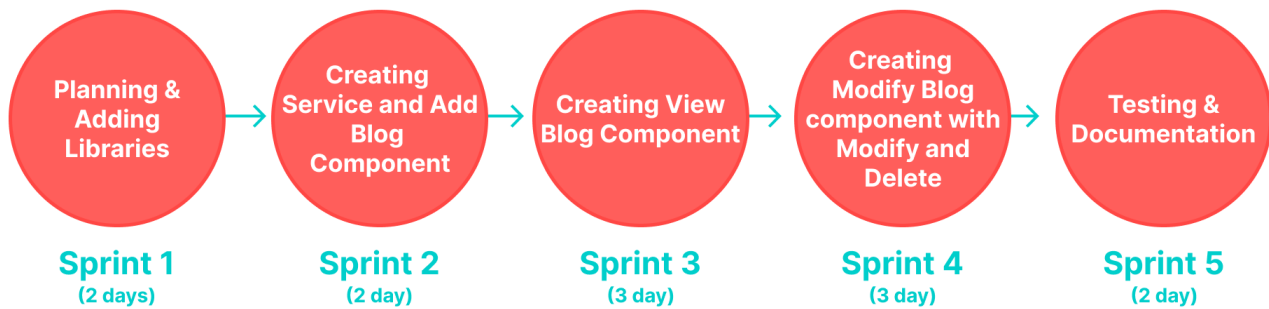 Planning &
Adding
Libraries
Creating
Service and Add
Blog
Component
Creating View
Blog Component
Creating
Modify Blog
component with
Modify and
Delete
Testing &
Documentation
Sprint 1
(2 days)
Sprint 2
(2 day)
Sprint 3
(3 day)
Sprint 4
(3 day)
Sprint 5
(2 day)